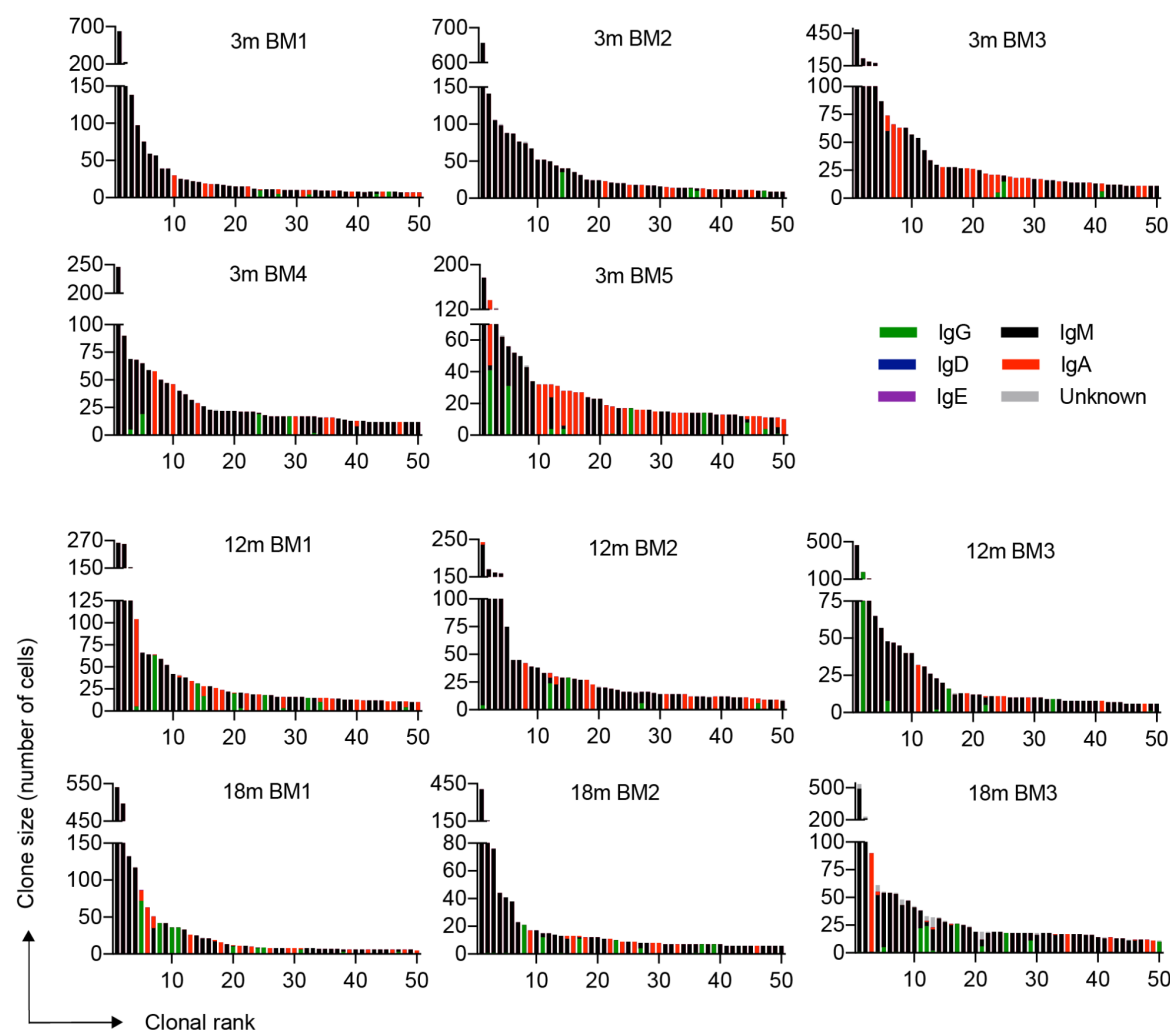 3m BM1
700
200
150
100
50
0
10 20 30 40 50
3m BM2
700
600
150
100
50
0
10 20 30 40 50
3m BM3
450
150
100
75
50
25
0
10 20 30 40 50
3m BM4
250
200
100
75
50
25
0
10 20 30 40 50
3m BM5
200
120
60
40
20
0
10 20 30 40 50
IgG IgM
IgD IgA
IgE Unknown
12m BM1
270
150
125
100
75
50
25
0
10 20 30 40 50
12m BM2
250
150
100
75
50
25
0
10 20 30 40 50
12m BM3
500
100
75
50
25
0
10 20 30 40 50
18m BM1
550
450
150
100
50
0
10 20 30 40 50
18m BM2
450
150
80
60
40
20
0
10 20 30 40 50
18m BM3
500
200
100
75
50
25
0
10 20 30 40 50
Clone size (number of cells)
Clonal rank